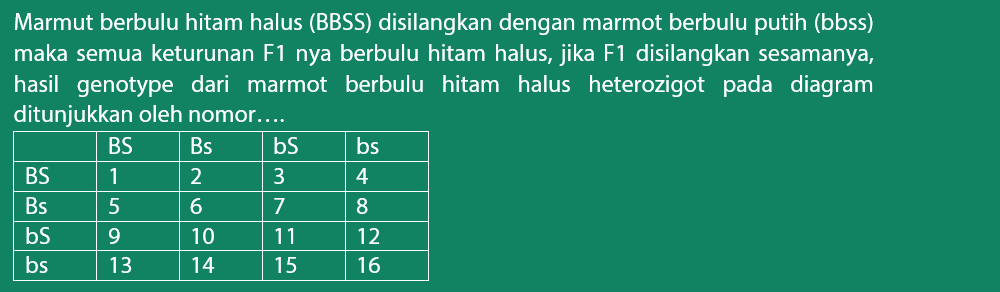 Marmut berbulu hitam halus (BBSS) disilangkan dengan marmot berbulu putih (bbss)
maka semua keturunan F1 nya berbulu hitam halus, jika F1 disilangkan sesamanya,
hasil genotype dari marmot berbulu hitam halus heterozigot pada diagram
ditunjukkan oleh nomor....
BS Bs bS bs
BS 1 2 3 4
Bs 5 6 7 8
bS 9 10 11 12
bs 13 14 15 16